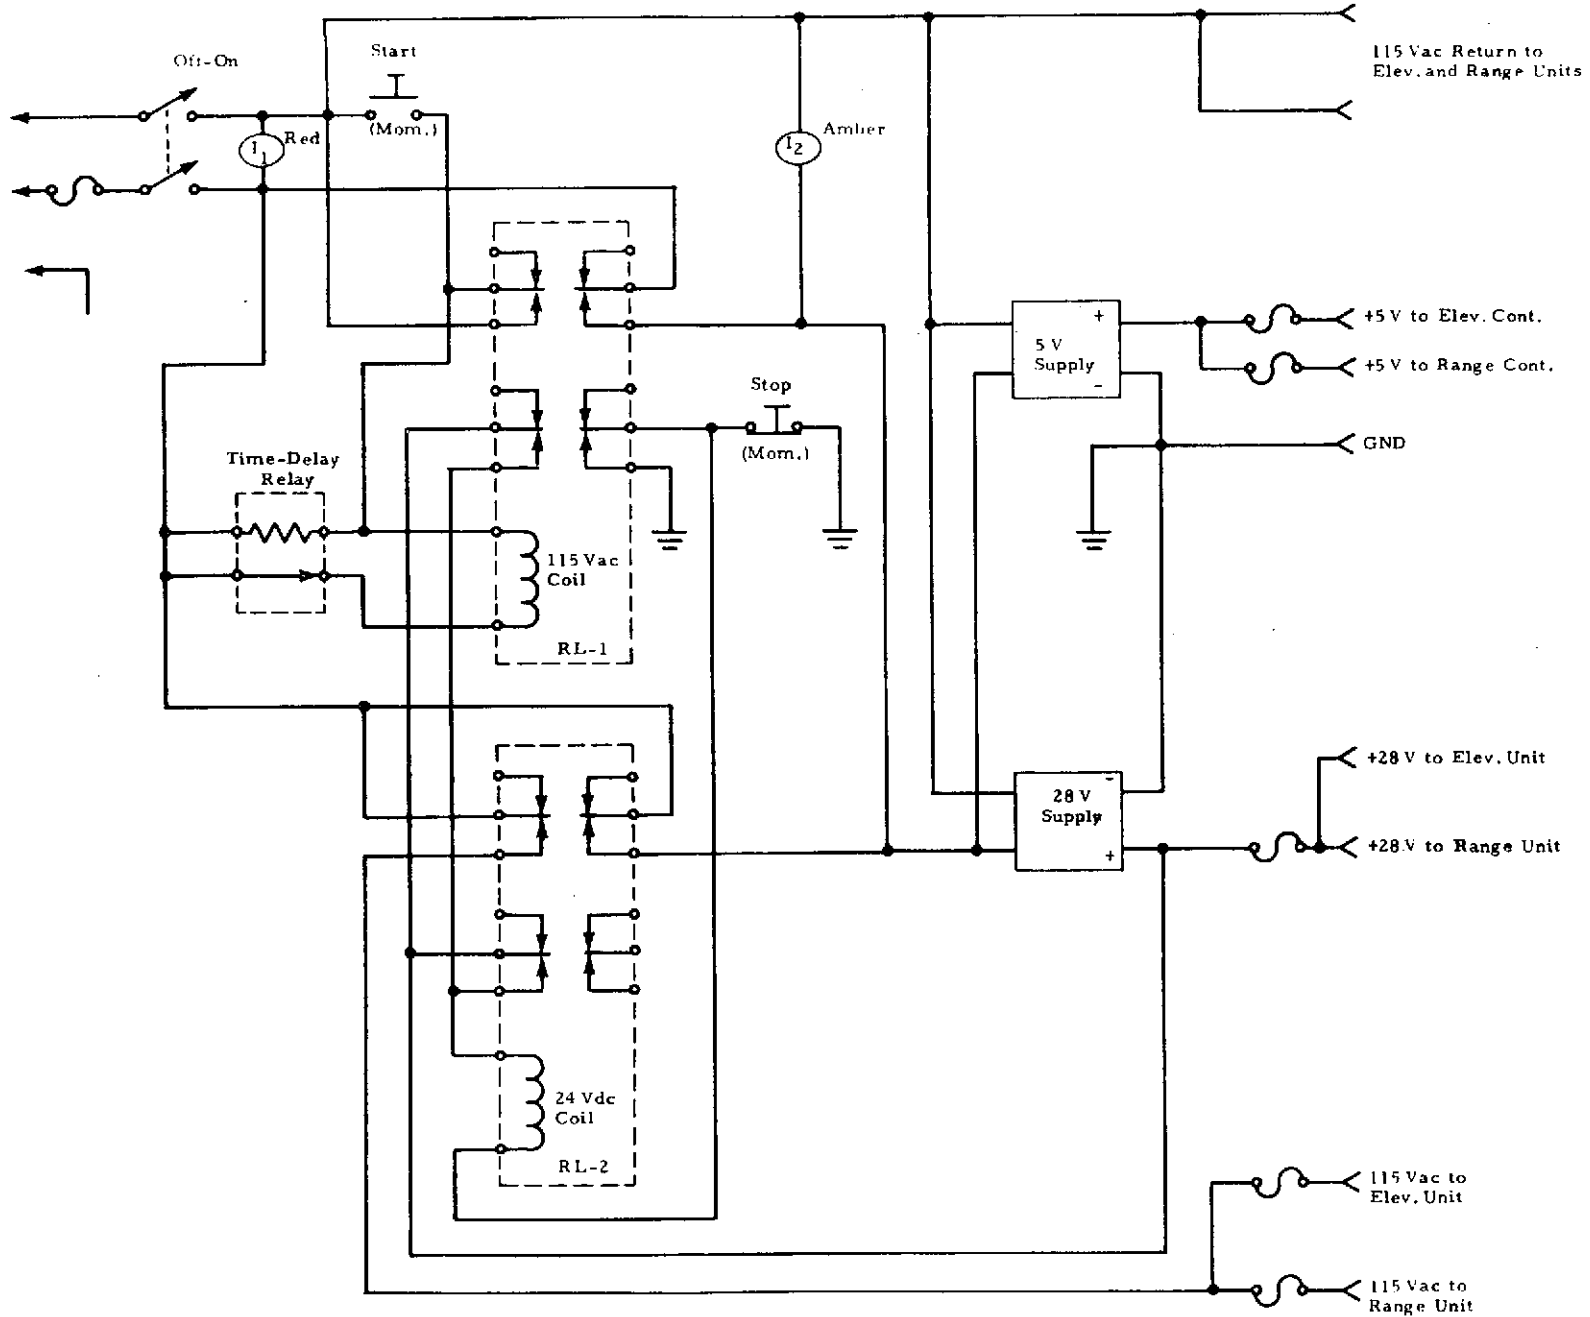 Off-On
Start
(Mom.)
I1
Red
I2
Amber
115 Vac Return to
Elev. and Range Units
5 V
Supply
+
-
+5 V to Elev. Cont.
+5 V to Range Cont.
GND
Stop
(Mom.)
Time-Delay
Relay
115 Vac
Coil
RL-1
28 V
Supply
-
+
+28 V to Elev. Unit
+28 V to Range Unit
24 Vdc
Coil
RL-2
115 Vac to
Elev. Unit
115 Vac to
Range Unit